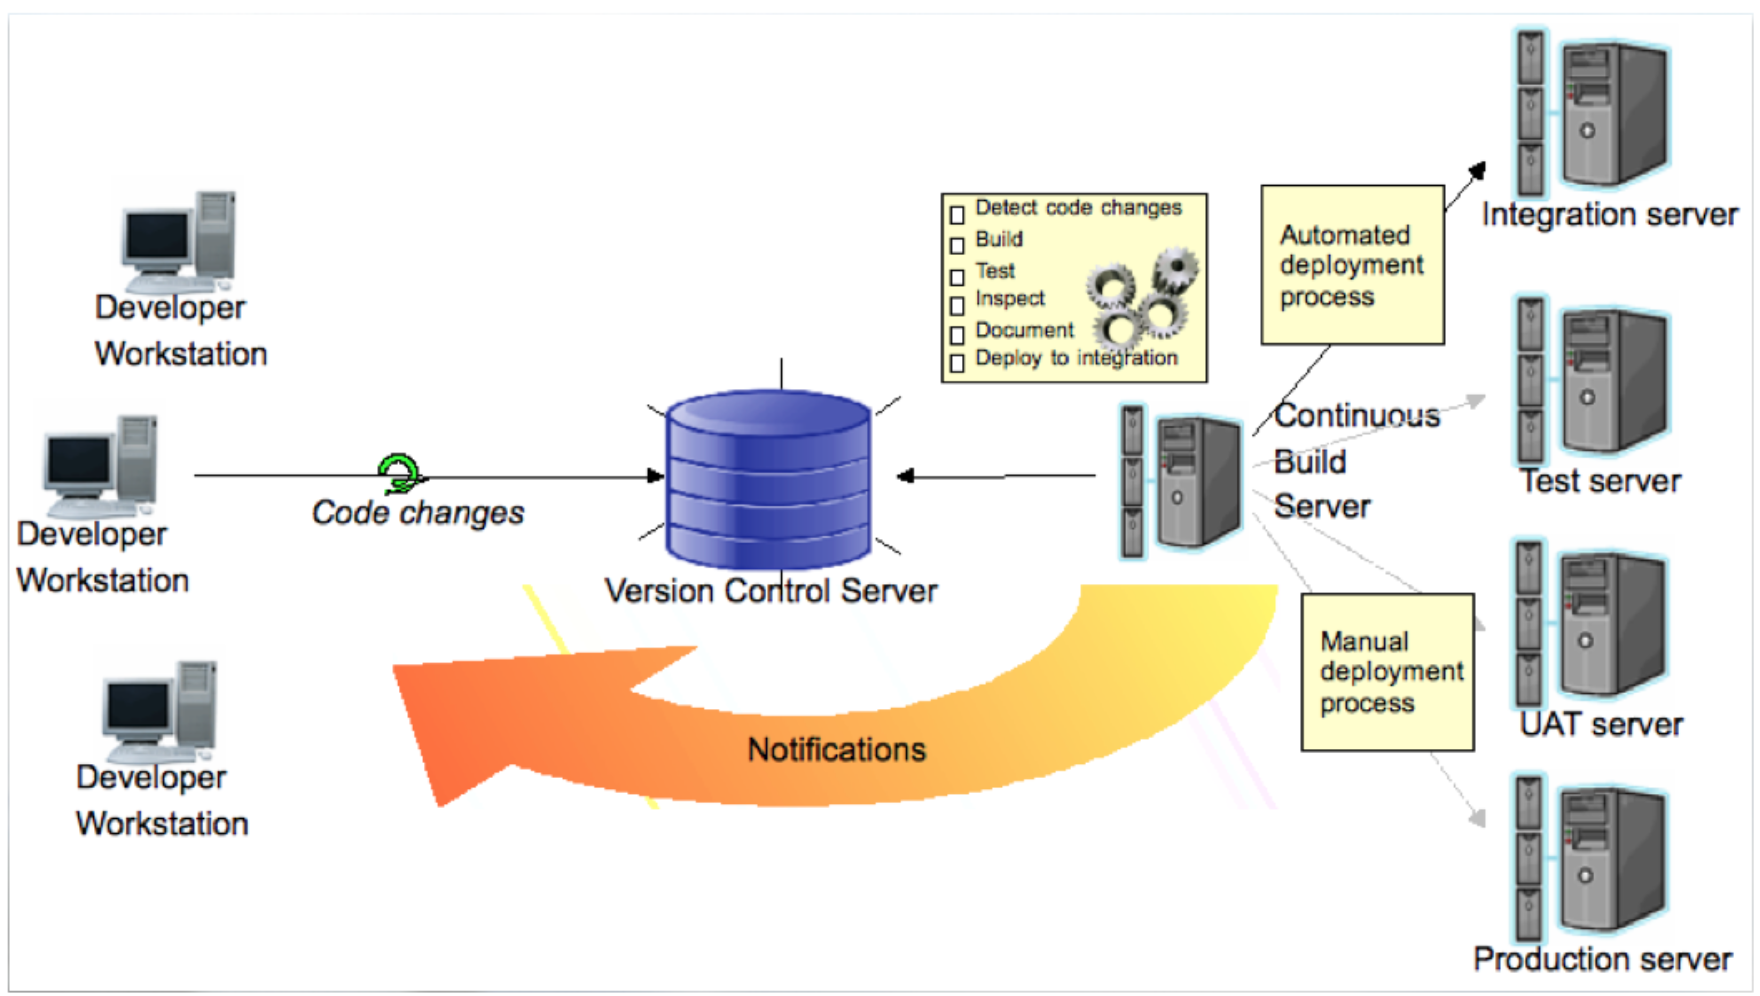 Developer
Workstation
Developer
Workstation
Developer
Workstation
Code changes
Version Control Server
Notifications
Detect code changes
Build
Test
Inspect
Document
Deploy to integration
Continuous
Build
Server
Automated
deployment
process
Manual
deployment
process
Integration server
Test server
UAT server
Production server